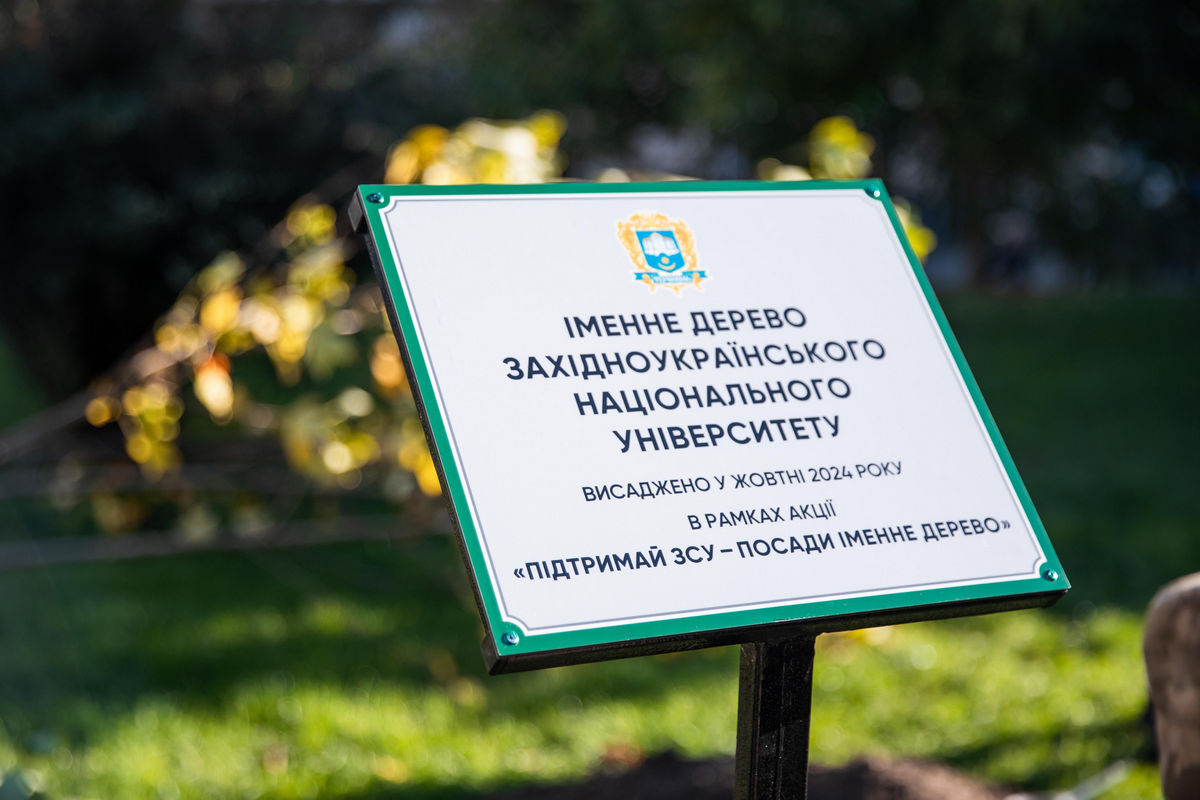 ІМЕННЕ ДЕРЕВО
ЗАХІДНОУКРАЇНСЬКОГО
НАЦІОНАЛЬНОГО
УНІВЕРСИТЕТУ
ВИСАДЖЕНО У ЖОВТНІ 2024 РОКУ
В РАМКАХ АКЦІЇ
«ПІДТРИМАЙ ЗСУ – ПОСАДИ ІМЕННЕ ДЕРЕВО»